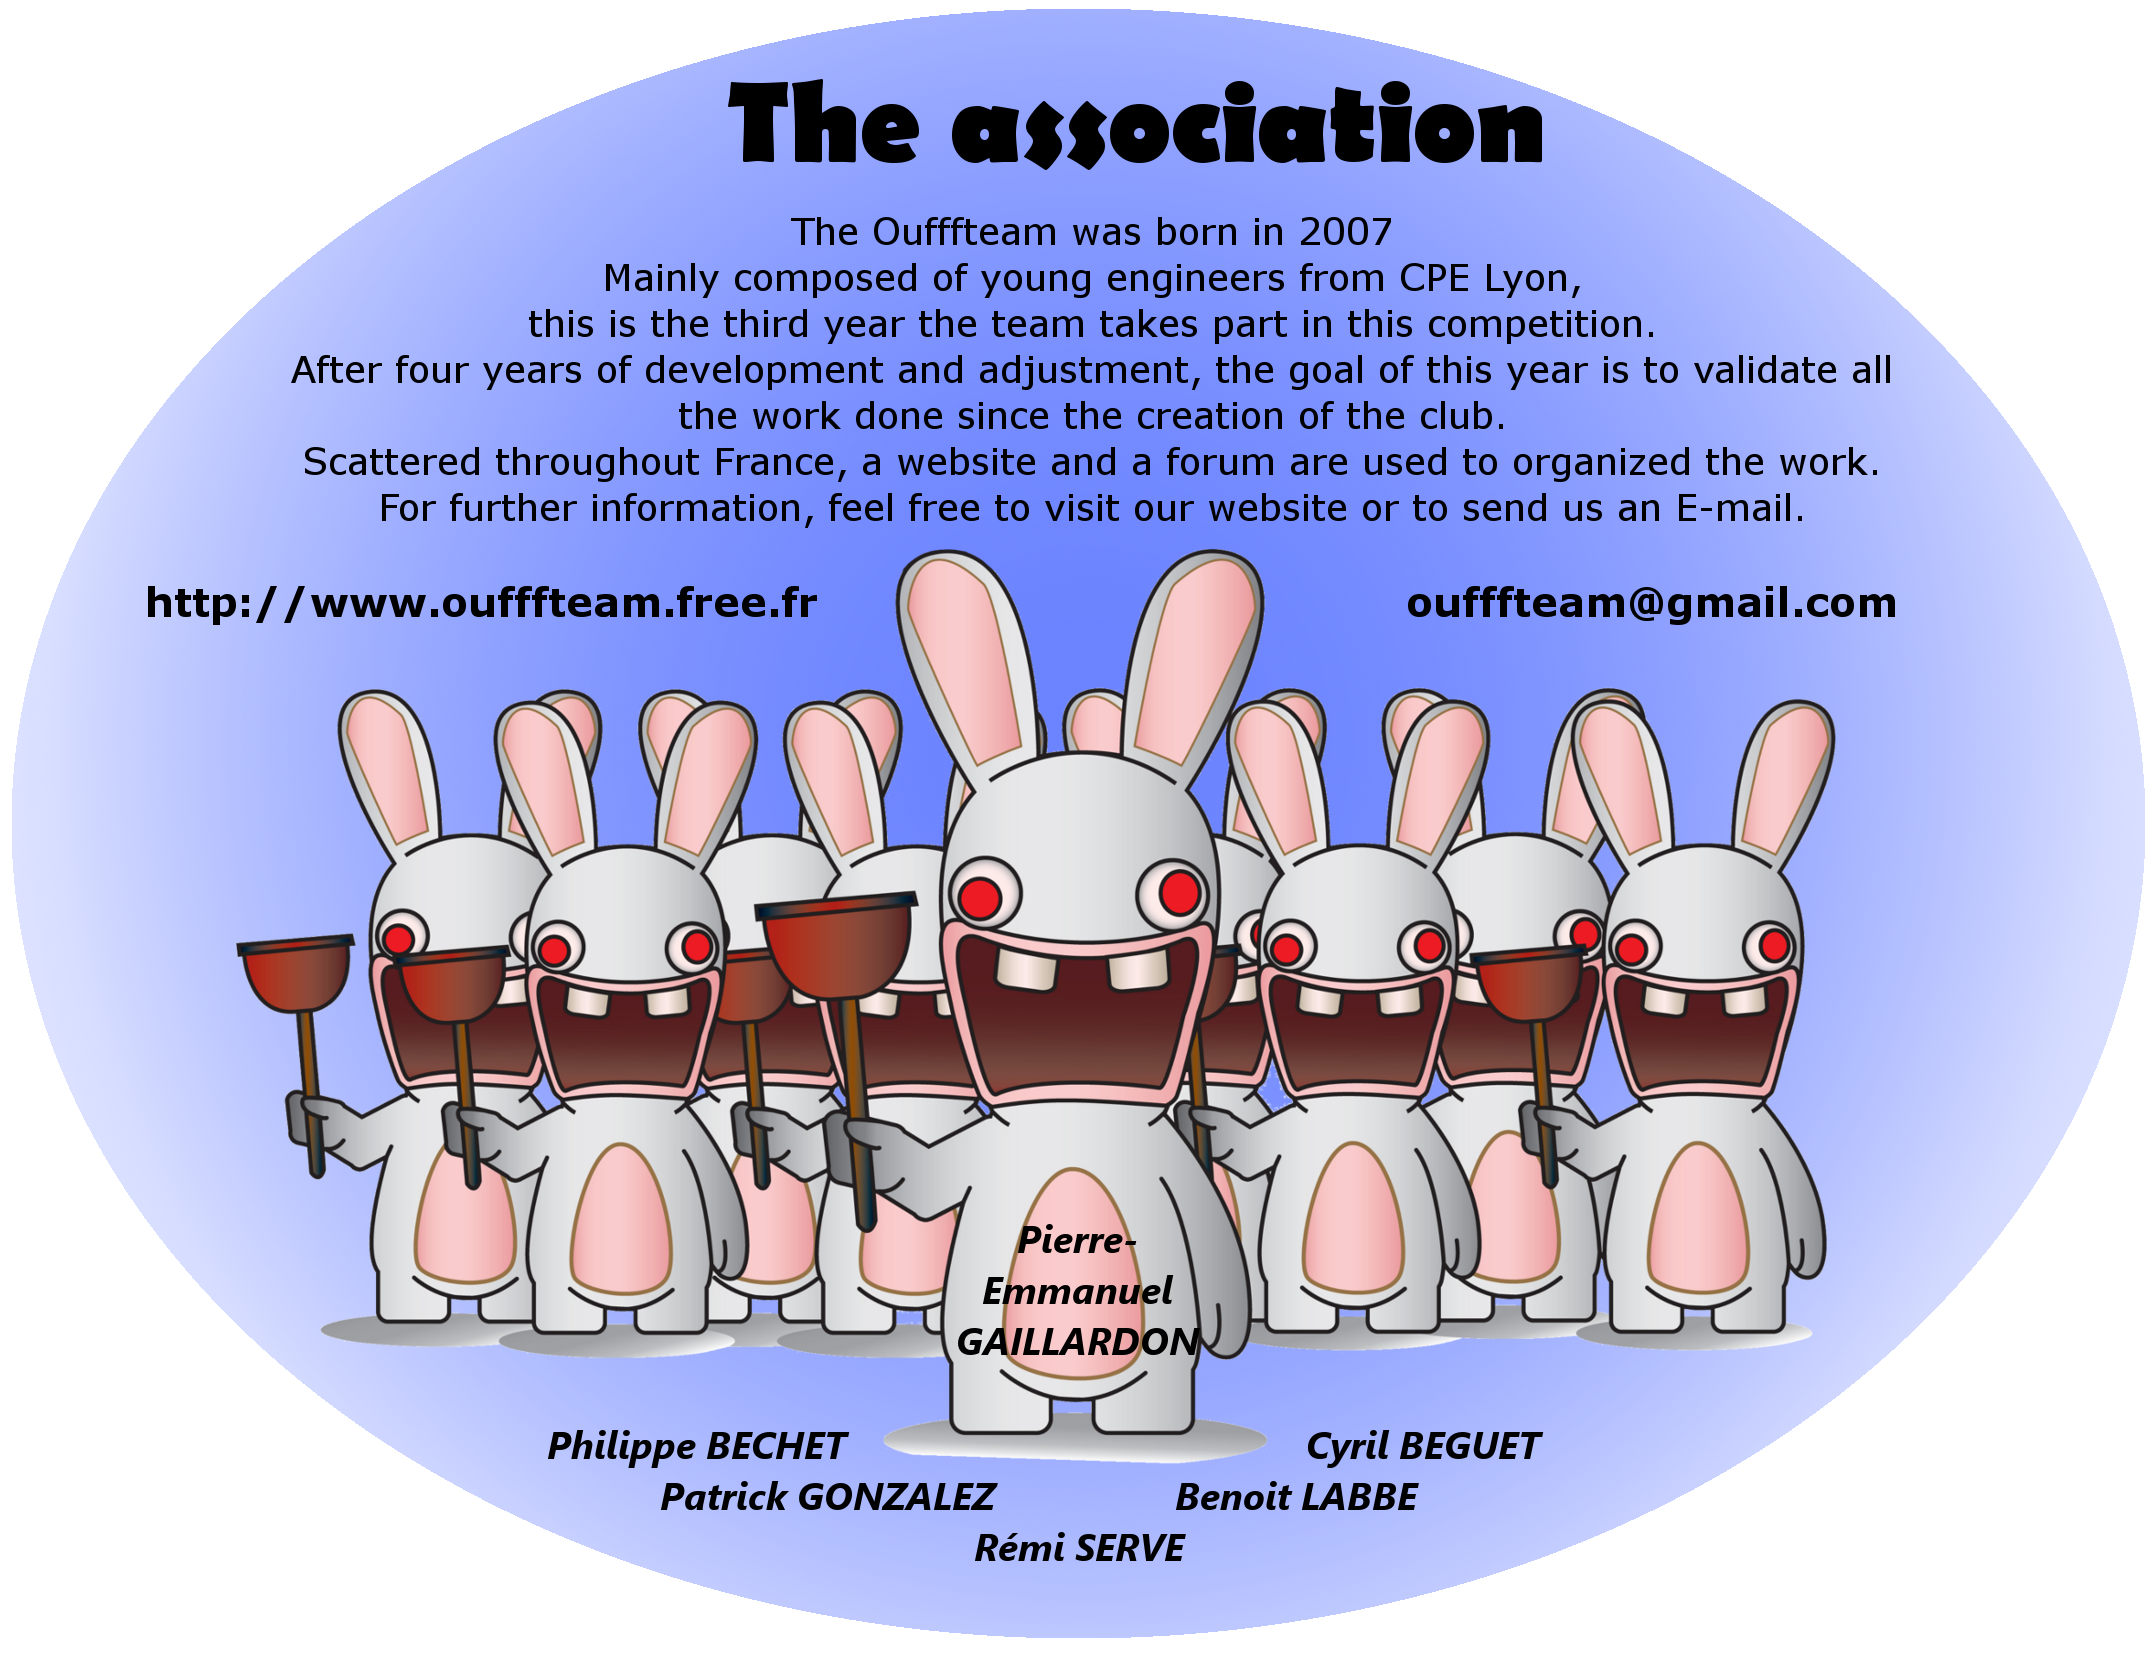 The association
The Oufffteam was born in 2007
Mainly composed of young engineers from CPE Lyon,
this is the third year the team takes part in this competition.
After four years of development and adjustment, the goal of this year is to validate all
the work done since the creation of the club.
Scattered throughout France, a website and a forum are used to organized the work.
For further information, feel free to visit our website or to send us an E-mail.
http://www.oufffteam.free.fr
oufffteam@gmail.com
Pierre-
Emmanuel
GAILLARDON
Philippe BECHET
Cyril BEGUET
Patrick GONZALEZ
Benoit LABBE
Rémi SERVE